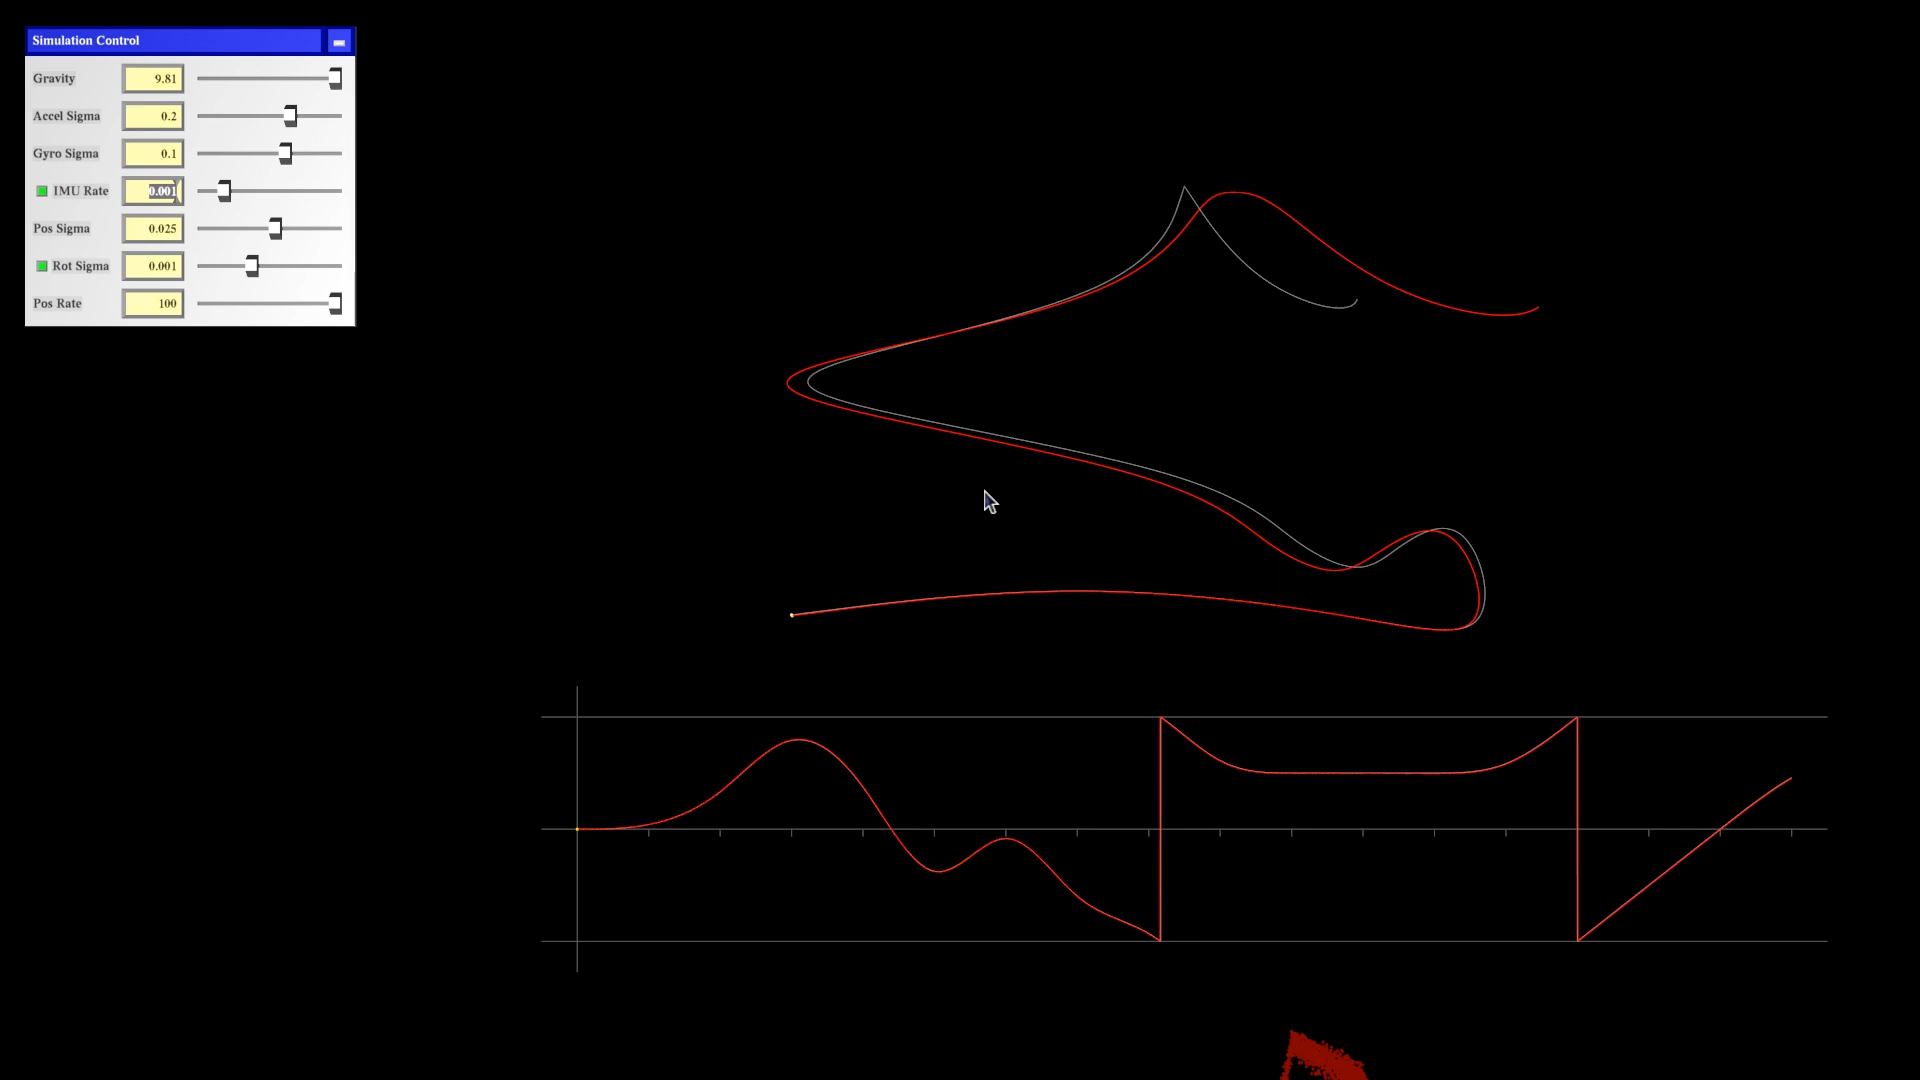 Simulation Control
Gravity 9.81
Accel Sigma 0.2
Gyro Sigma 0.1
IMU Rate 0.001
Pos Sigma 0.025
Rot Sigma 0.001
Pos Rate 100